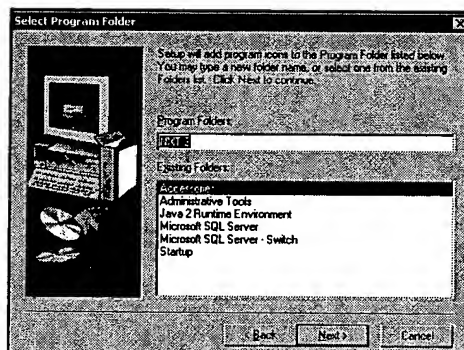 Select Program Folder
Setup will add program icons to the Program Folder listed below.
You may type a new folder name, or select one from the existing
Folders list. Click Next to continue.
Program Folders:
Existing Folders:
Accessories
Administrative Tools
Java 2 Runtime Environment
Microsoft SQL Server
Microsoft SQL Server - Switch
Startup
< Back
Next >
Cancel